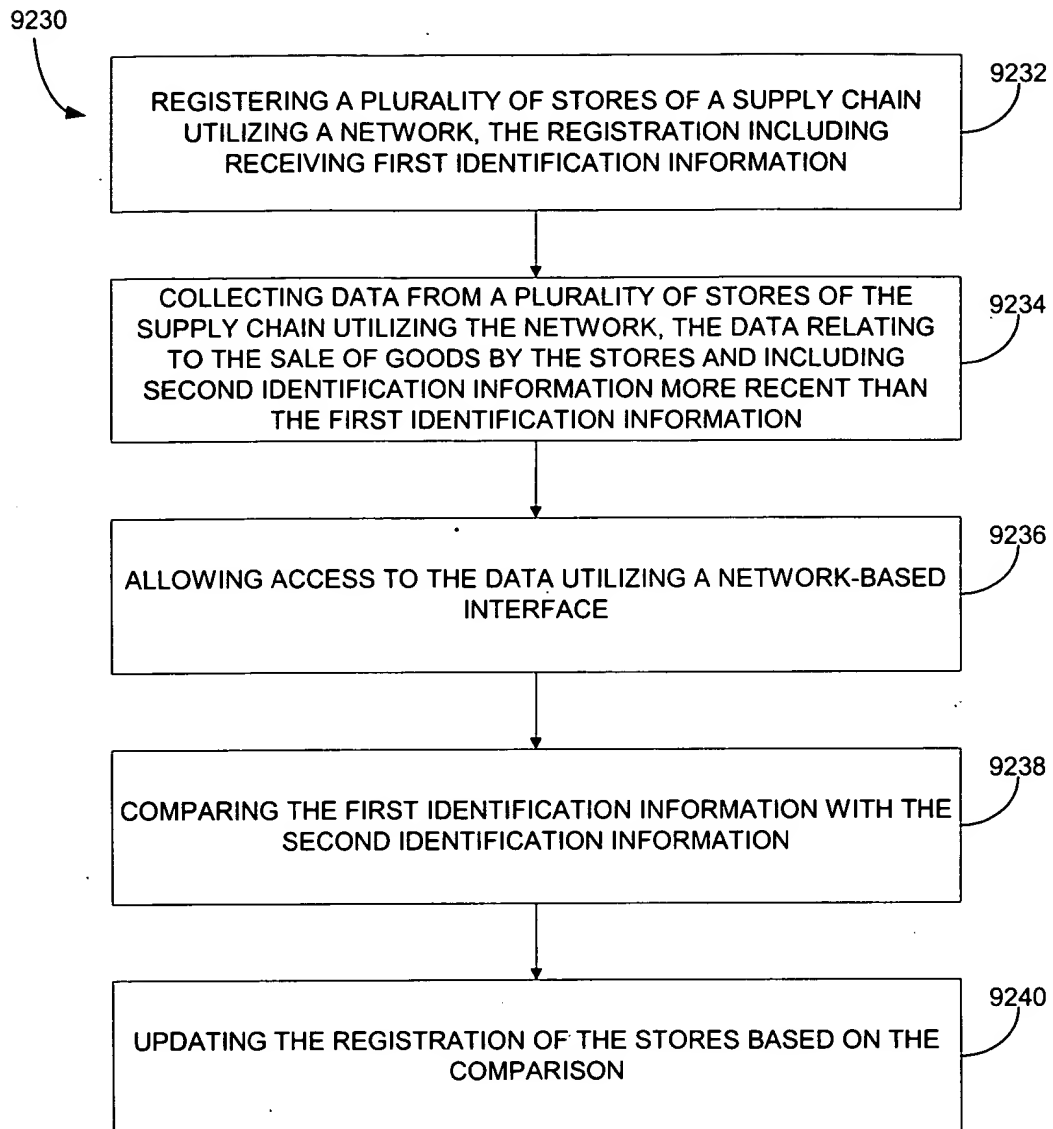 9230
9232
REGISTERING A PLURALITY OF STORES OF A SUPPLY CHAIN
UTILIZING A NETWORK, THE REGISTRATION INCLUDING
RECEIVING FIRST IDENTIFICATION INFORMATION
9234
COLLECTING DATA FROM A PLURALITY OF STORES OF THE
SUPPLY CHAIN UTILIZING THE NETWORK, THE DATA RELATING
TO THE SALE OF GOODS BY THE STORES AND INCLUDING
SECOND IDENTIFICATION INFORMATION MORE RECENT THAN
THE FIRST IDENTIFICATION INFORMATION
9236
ALLOWING ACCESS TO THE DATA UTILIZING A NETWORK-BASED
INTERFACE
9238
COMPARING THE FIRST IDENTIFICATION INFORMATION WITH THE
SECOND IDENTIFICATION INFORMATION
9240
UPDATING THE REGISTRATION OF THE STORES BASED ON THE
COMPARISON